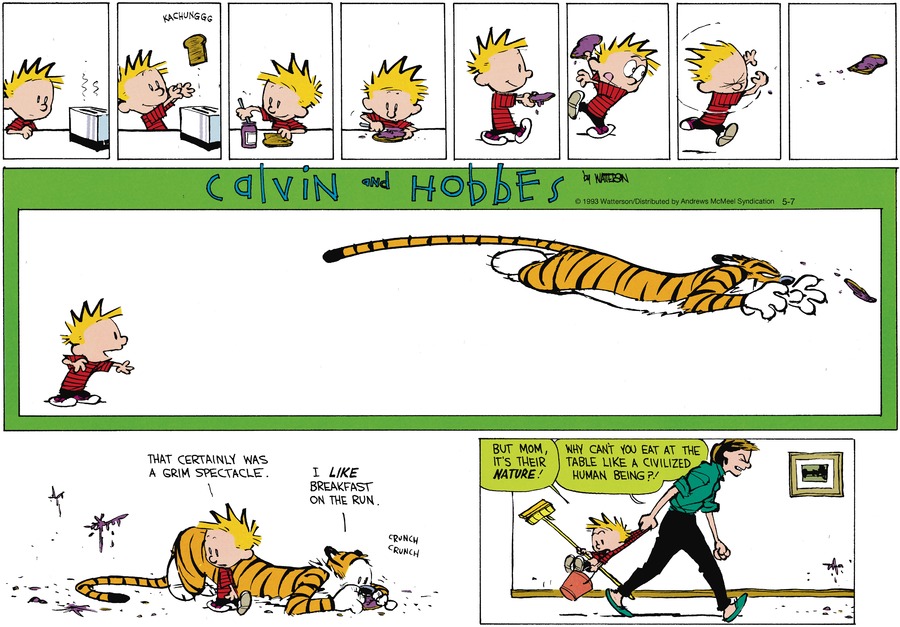 KACHUNGGG
CALVIN AND HOBBES
by WATTERSON
© 1993 Watterson/Distributed by Andrews McMeel Syndication 5-7
THAT CERTAINLY WAS
A GRIM SPECTACLE.
I LIKE
BREAKFAST
ON THE RUN.
CRUNCH
CRUNCH
BUT MOM,
IT'S THEIR
NATURE!
WHY CAN'T YOU EAT AT THE
TABLE LIKE A CIVILIZED
HUMAN BEING?!